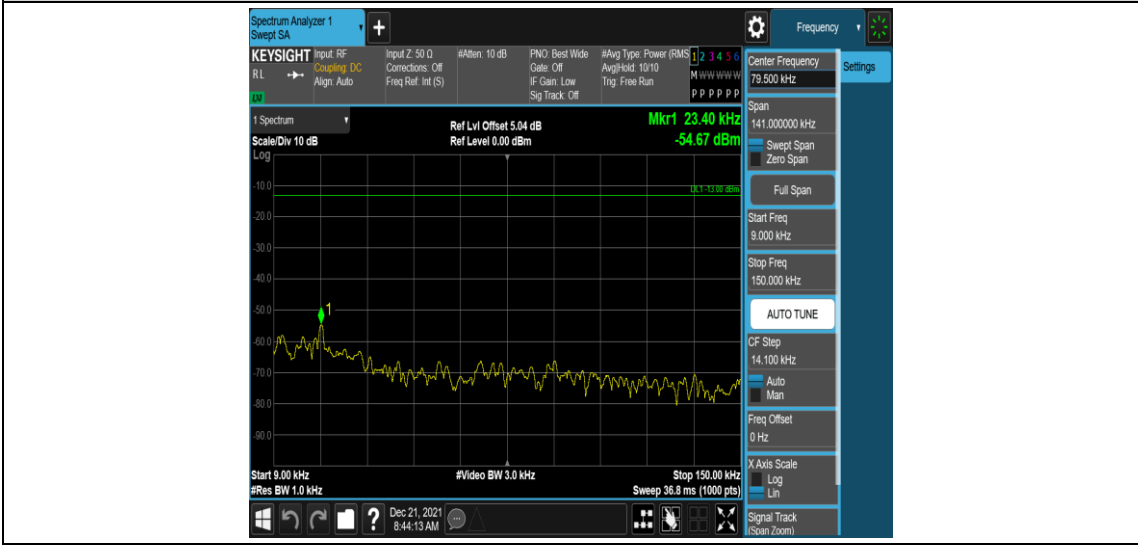 Spectrum Analyzer 1
Swept SA
+
Frequency
KEYSIGHT
RL
LM
Input: RF
Coupling: DC
Align: Auto
Input Z: 50 Ω
Corrections: Off
Freq Ref: Int (S)
#Atten: 10 dB
PNO: Best Wide
Gate: Off
IF Gain: Low
Sig Track: Off
#Avg Type: Power (RMS
Avg|Hold: 10/10
Trig: Free Run
1 2 3 4 5 6
M W W W W W
P P P P P P
1 Spectrum
Scale/Div 10 dB
Log
Ref Lvl Offset 5.04 dB
Ref Level 0.00 dBm
Mkr1 23.40 kHz
-54.67 dBm
DL1 -13.00 dBm
-10.0
-20.0
-30.0
-40.0
-50.0
-60.0
-70.0
-80.0
-90.0
1
Start 9.00 kHz
#Res BW 1.0 kHz
#Video BW 3.0 kHz
Stop 150.00 kHz
Sweep 36.8 ms (1000 pts)
?
Dec 21, 2021
8:44:13 AM
Center Frequency
79.500 kHz
Settings
Span
141.000000 kHz
Swept Span
Zero Span
Full Span
Start Freq
9.000 kHz
Stop Freq
150.000 kHz
AUTO TUNE
CF Step
14.100 kHz
Auto
Man
Freq Offset
0 Hz
X Axis Scale
Log
Lin
Signal Track
(Span Zoom)